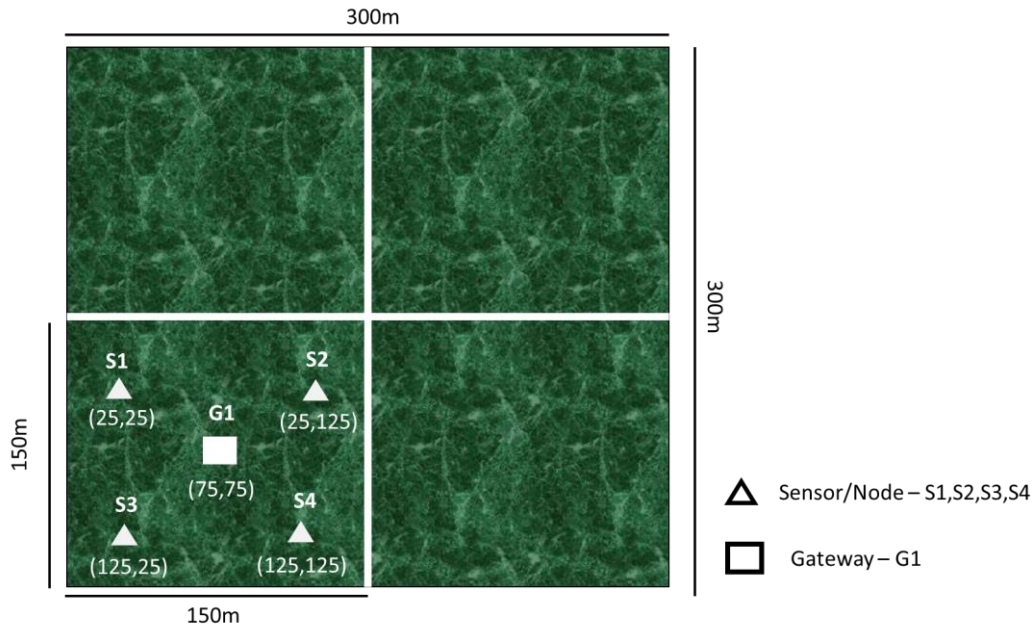 300m
300m
S1
S2
(25,25)
(25,125)
G1
(75,75)
150m
S3
S4
(125,25)
(125,125)
150m
Sensor/Node – S1,S2,S3,S4
Gateway – G1